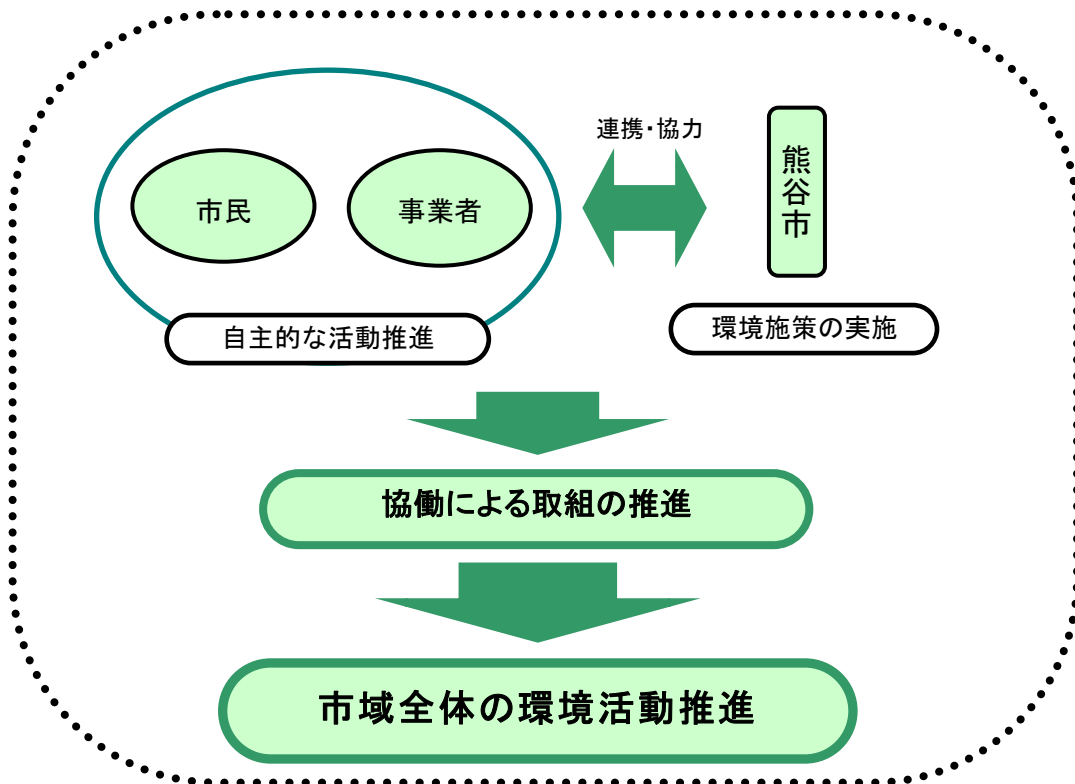 連携・協力
市民
事業者
熊谷市
自主的な活動推進
環境施策の実施
協働による取組の推進
市域全体の環境活動推進